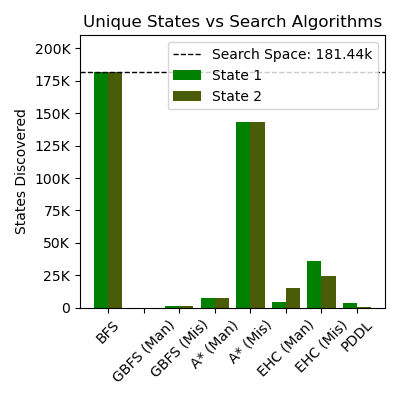 Unique States vs Search Algorithms
Search Space: 181.44k
State 1
State 2
States Discovered
200K
175K
150K
125K
100K
75K
50K
25K
0
BFS
GBFS (Man)
GBFS (Mis)
A* (Man)
A* (Mis)
EHC (Man)
EHC (Mis)
PDDL